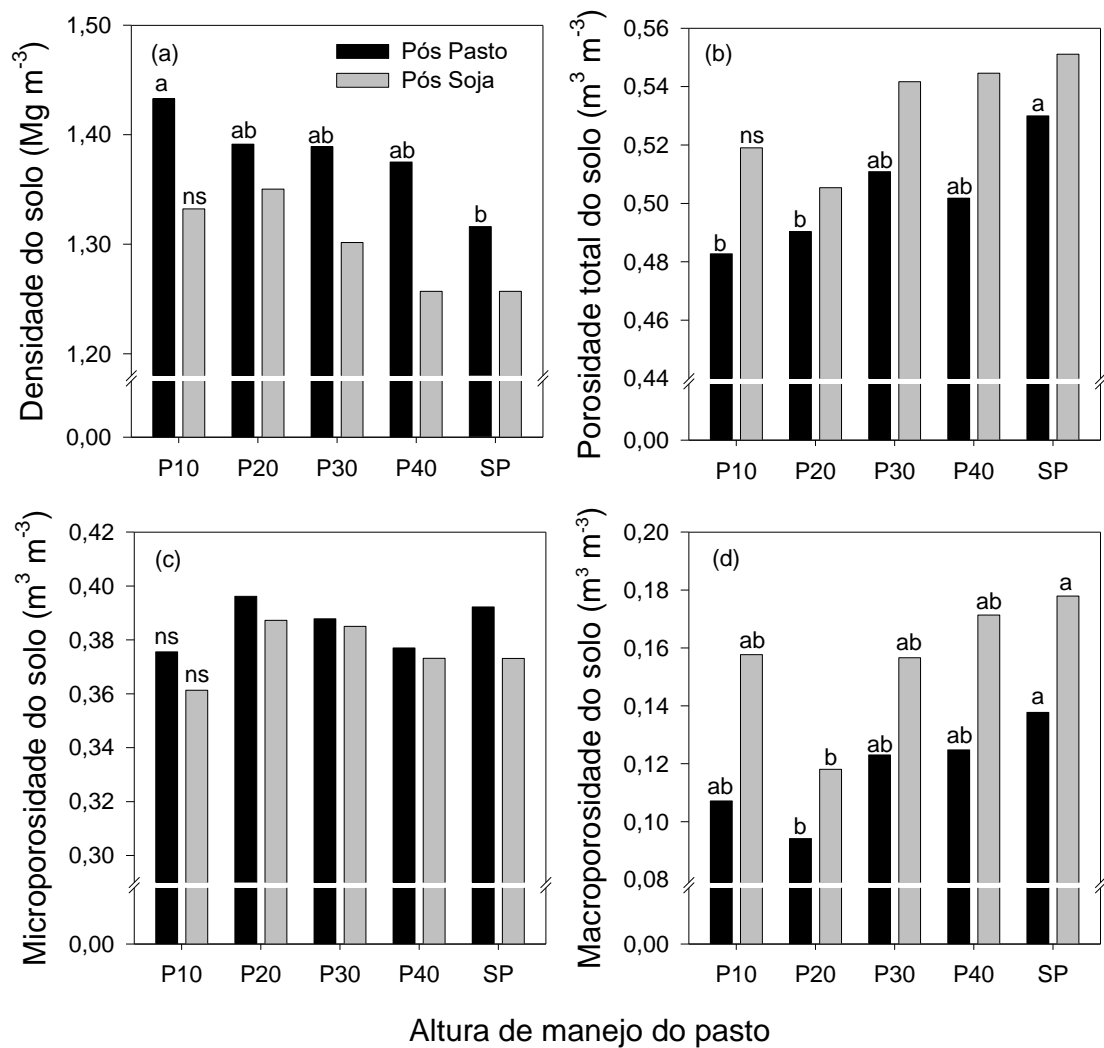 (a)
Pós Pasto
Pós Soja
Densidade do solo (Mg m⁻³)
1,50
1,40
1,30
1,20
0,00
a
ns
ab
ab
ab
b
P10 P20 P30 P40 SP
(b)
Porosidade total do solo (m³ m⁻³)
0,56
0,54
0,52
0,50
0,48
0,46
0,44
0,00
b
ns
b
ab
ab
a
P10 P20 P30 P40 SP
(c)
Microporosidade do solo (m³ m⁻³)
0,42
0,40
0,38
0,36
0,34
0,32
0,30
0,00
ns
ns
P10 P20 P30 P40 SP
(d)
Macroporosidade do solo (m³ m⁻³)
0,20
0,18
0,16
0,14
0,12
0,10
0,08
0,00
ab
ab
b
b
ab
ab
ab
ab
a
a
P10 P20 P30 P40 SP
Altura de manejo do pasto